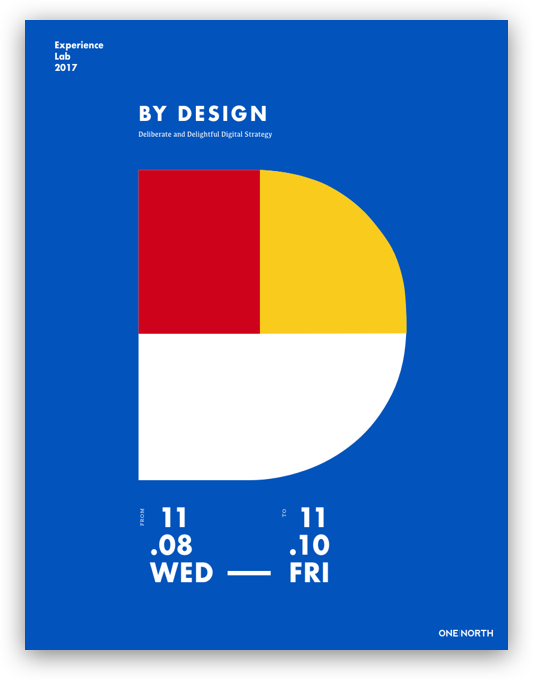 Experience
Lab
2017
BY DESIGN
Deliberate and Delightful Digital Strategy
FROM 11
.08
WED
TO 11
.10
FRI
ONE NORTH